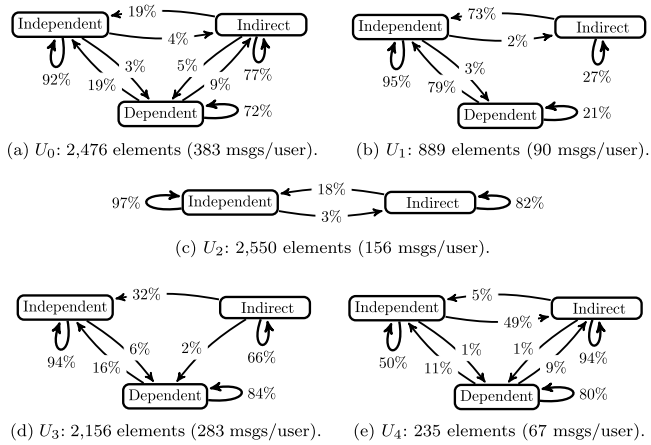 19%
Independent Indirect
4%
3% 5%
92% 19% 9% 77%
Dependent 72%
(a) U0: 2,476 elements (383 msgs/user).
73%
Independent Indirect
2%
3%
95% 79% 27%
Dependent 21%
(b) U1: 889 elements (90 msgs/user).
18%
97% Independent Indirect 82%
3%
(c) U2: 2,550 elements (156 msgs/user).
32%
Independent Indirect
6% 2%
94% 16% 66%
Dependent 84%
(d) U3: 2,156 elements (283 msgs/user).
5%
Independent Indirect
49%
1% 1%
50% 11% 9% 94%
Dependent 80%
(e) U4: 235 elements (67 msgs/user).